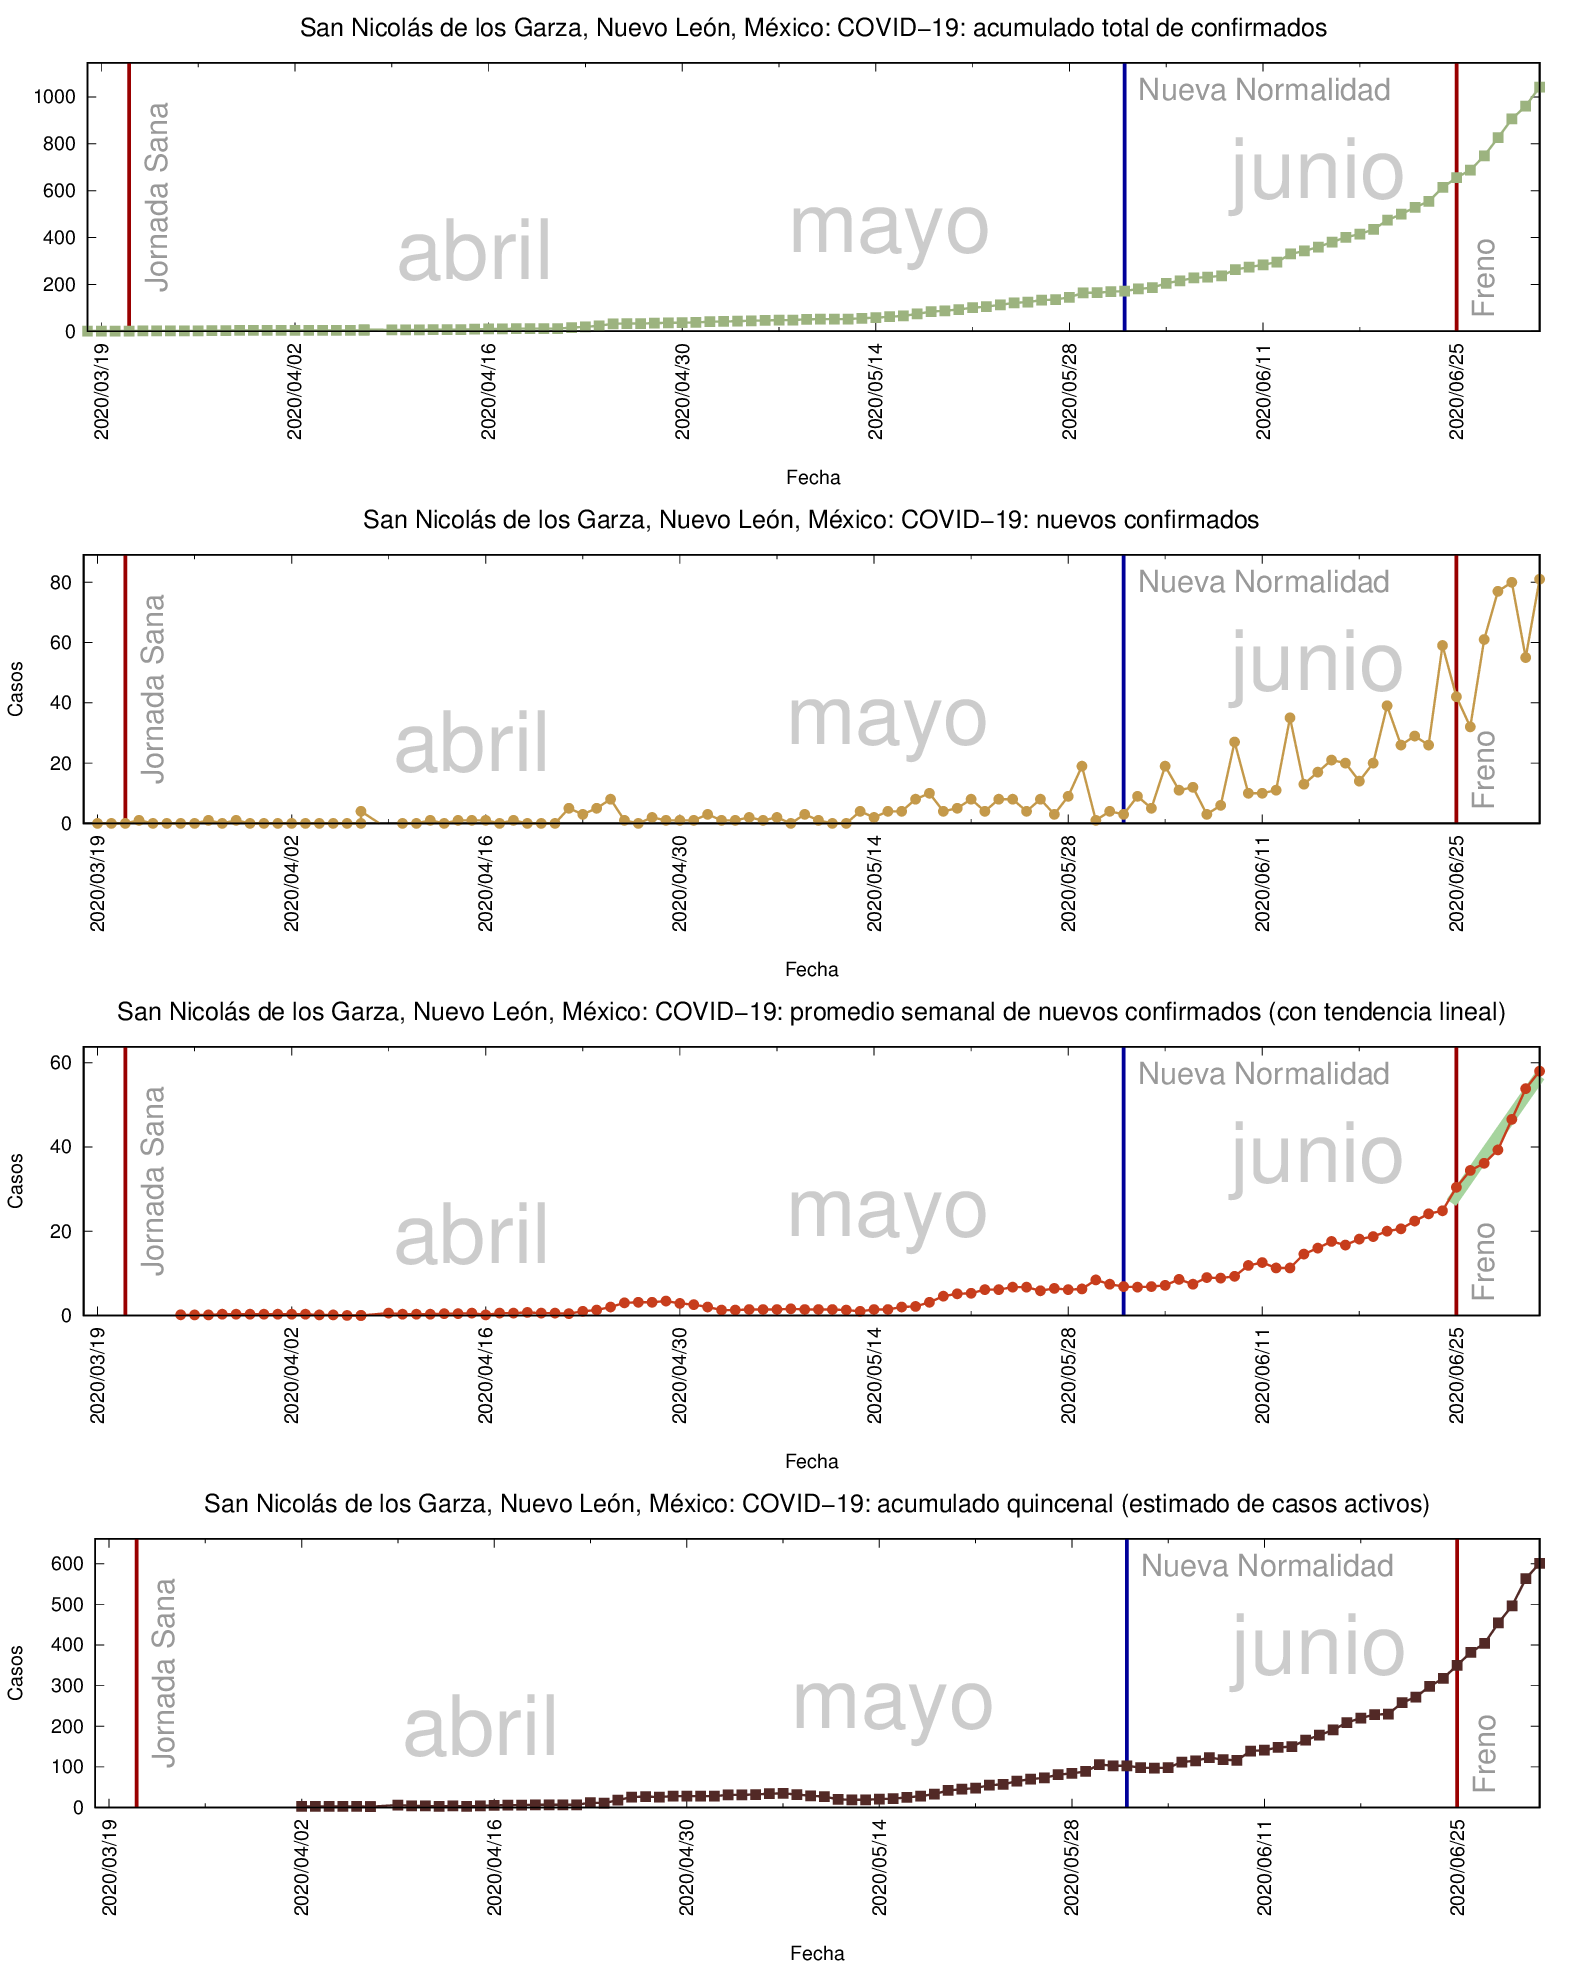 San Nicolás de los Garza, Nuevo León, México: COVID−19: acumulado total de confirmados
1000
800
600
400
200
0
Jornada Sana
abril
mayo
Nueva Normalidad
junio
Freno
2020/03/19
2020/04/02
2020/04/16
2020/04/30
2020/05/14
2020/05/28
2020/06/11
2020/06/25
Fecha
San Nicolás de los Garza, Nuevo León, México: COVID−19: nuevos confirmados
Casos
80
60
40
20
0
Jornada Sana
abril
mayo
Nueva Normalidad
junio
Freno
2020/03/19
2020/04/02
2020/04/16
2020/04/30
2020/05/14
2020/05/28
2020/06/11
2020/06/25
Fecha
San Nicolás de los Garza, Nuevo León, México: COVID−19: promedio semanal de nuevos confirmados (con tendencia lineal)
Casos
60
40
20
0
Jornada Sana
abril
mayo
Nueva Normalidad
junio
Freno
2020/03/19
2020/04/02
2020/04/16
2020/04/30
2020/05/14
2020/05/28
2020/06/11
2020/06/25
Fecha
San Nicolás de los Garza, Nuevo León, México: COVID−19: acumulado quincenal (estimado de casos activos)
Casos
600
500
400
300
200
100
0
Jornada Sana
abril
mayo
Nueva Normalidad
junio
Freno
2020/03/19
2020/04/02
2020/04/16
2020/04/30
2020/05/14
2020/05/28
2020/06/11
2020/06/25
Fecha